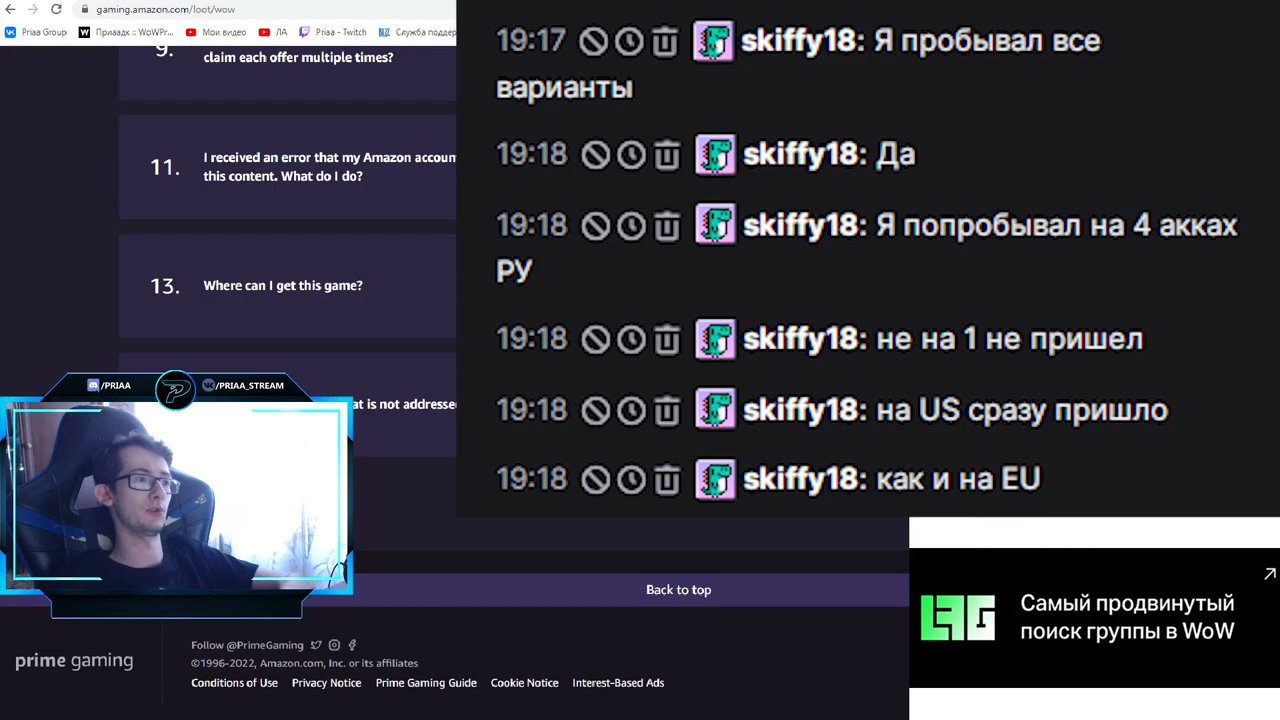 gaming.amazon.com/loot/wow
Priaa Group
Приаадк :: WoWPr...
Мои видео
ЛА
Priaa - Twitch
Служба поддер
9.
claim each offer multiple times?
11.
I received an error that my Amazon accoun
this content. What do I do?
13.
Where can I get this game?
at is not addresse
19:17 skiffy18: Я пробывал все
варианты
19:18 skiffy18: Да
19:18 skiffy18: Я попробывал на 4 акках
РУ
19:18 skiffy18: не на 1 не пришел
19:18 skiffy18: на US сразу пришло
19:18 skiffy18: как и на EU
/PRIAA
/PRIAA_STREAM
Back to top
prime gaming
Follow @PrimeGaming
©1996-2022, Amazon.com, Inc. or its affiliates
Conditions of Use
Privacy Notice
Prime Gaming Guide
Cookie Notice
Interest-Based Ads
LFG
Самый продвинутый
поиск группы в WoW